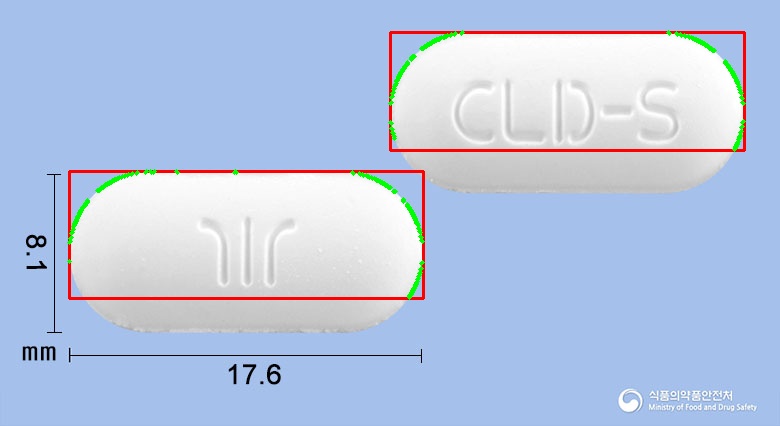 CLD-S
8.1
mm
17.6
식품의약품안전처
Ministry of Food and Drug Safety